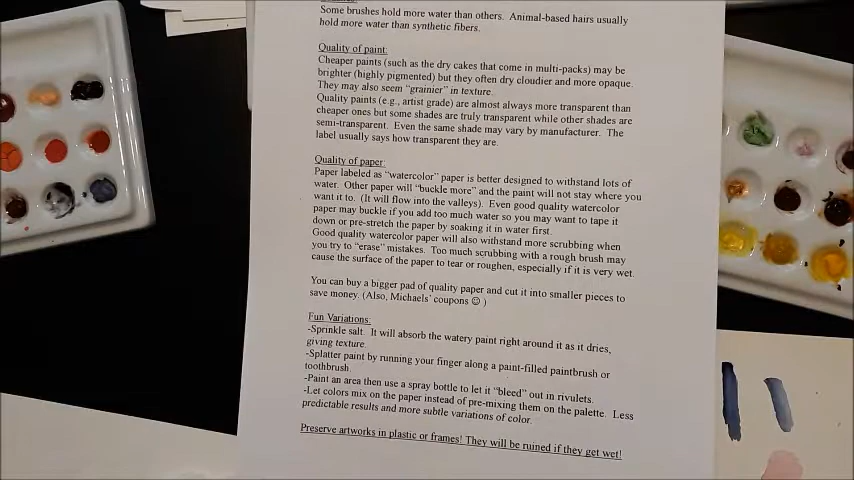 Some brushes hold more water than others.  Animal-based hairs usually
hold more water than synthetic fibers.
Quality of paint:
Cheaper paints (such as the dry cakes that come in multi-packs) may be
brighter (highly pigmented) but they often dry cloudier and more opaque.
They may also seem "grainier" in texture.
Quality paints (e.g., artist grade) are almost always more transparent than
cheaper ones but some shades are truly transparent while other shades are
semi-transparent.  Even the same shade may vary by manufacturer.  The
label usually says how transparent they are.
Quality of paper:
Paper labeled as "watercolor" paper is better designed to withstand lots of
water.  Other paper will "buckle more" and the paint will not stay where you
want it to.  (It will flow into the valleys).  Even good quality watercolor
paper may buckle if you add too much water so you may want to tape it
down or pre-stretch the paper by soaking it in water first.
Good quality watercolor paper will also withstand more scrubbing when
you try to "erase" mistakes.  Too much scrubbing with a rough brush may
cause the surface of the paper to tear or roughen, especially if it is very wet.
You can buy a bigger pad of quality paper and cut it into smaller pieces to
save money. (Also, Michaels' coupons ☺ )
Fun Variations:
-Sprinkle salt.  It will absorb the watery paint right around it as it dries,
giving texture.
-Splatter paint by running your finger along a paint-filled paintbrush or
toothbrush.
-Paint an area then use a spray bottle to let it "bleed" out in rivulets.
-Let colors mix on the paper instead of pre-mixing them on the palette.  Less
predictable results and more subtle variations of color.
Preserve artworks in plastic or frames! They will be ruined if they get wet!